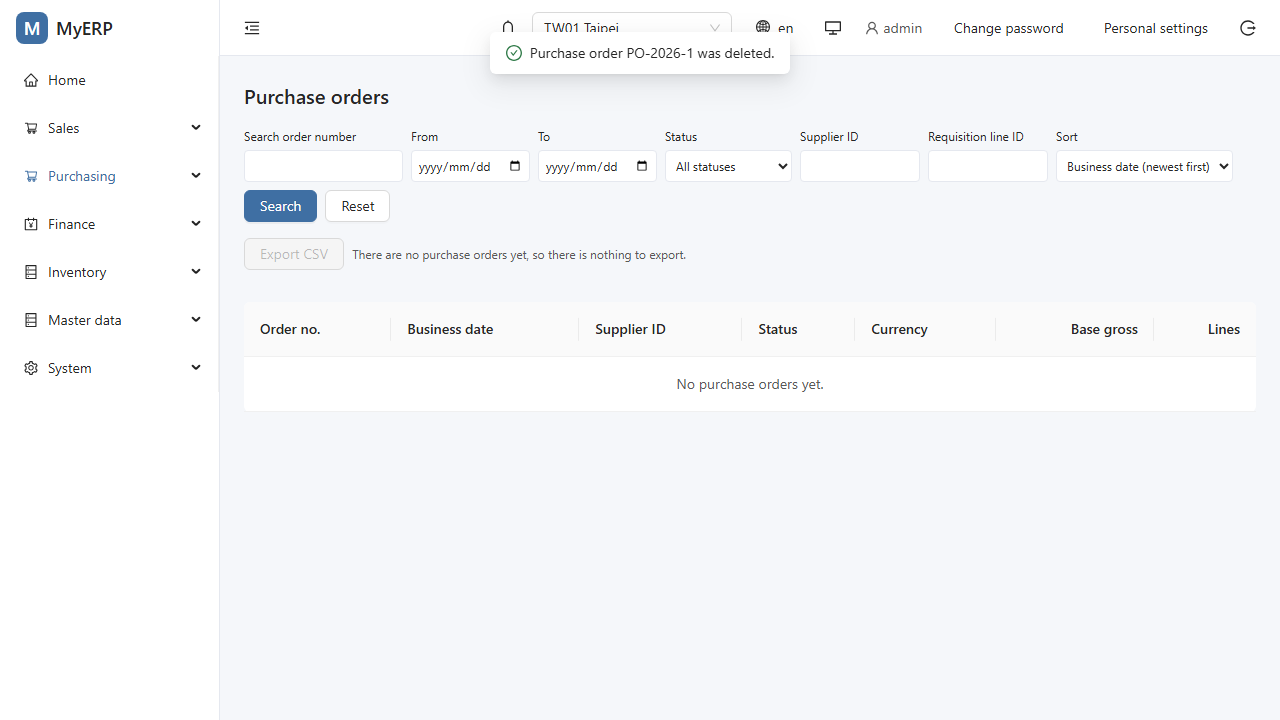 M MyERP
TW01 Taipei
en
admin
Change password
Personal settings
Purchase order PO-2026-1 was deleted.
Home
Sales
Purchasing
Finance
Inventory
Master data
System
Purchase orders
Search order number
From
To
Status
Supplier ID
Requisition line ID
Sort
yyyy/mm/dd
yyyy/mm/dd
All statuses
Business date (newest first)
Search
Reset
Export CSV
There are no purchase orders yet, so there is nothing to export.
Order no.
Business date
Supplier ID
Status
Currency
Base gross
Lines
No purchase orders yet.